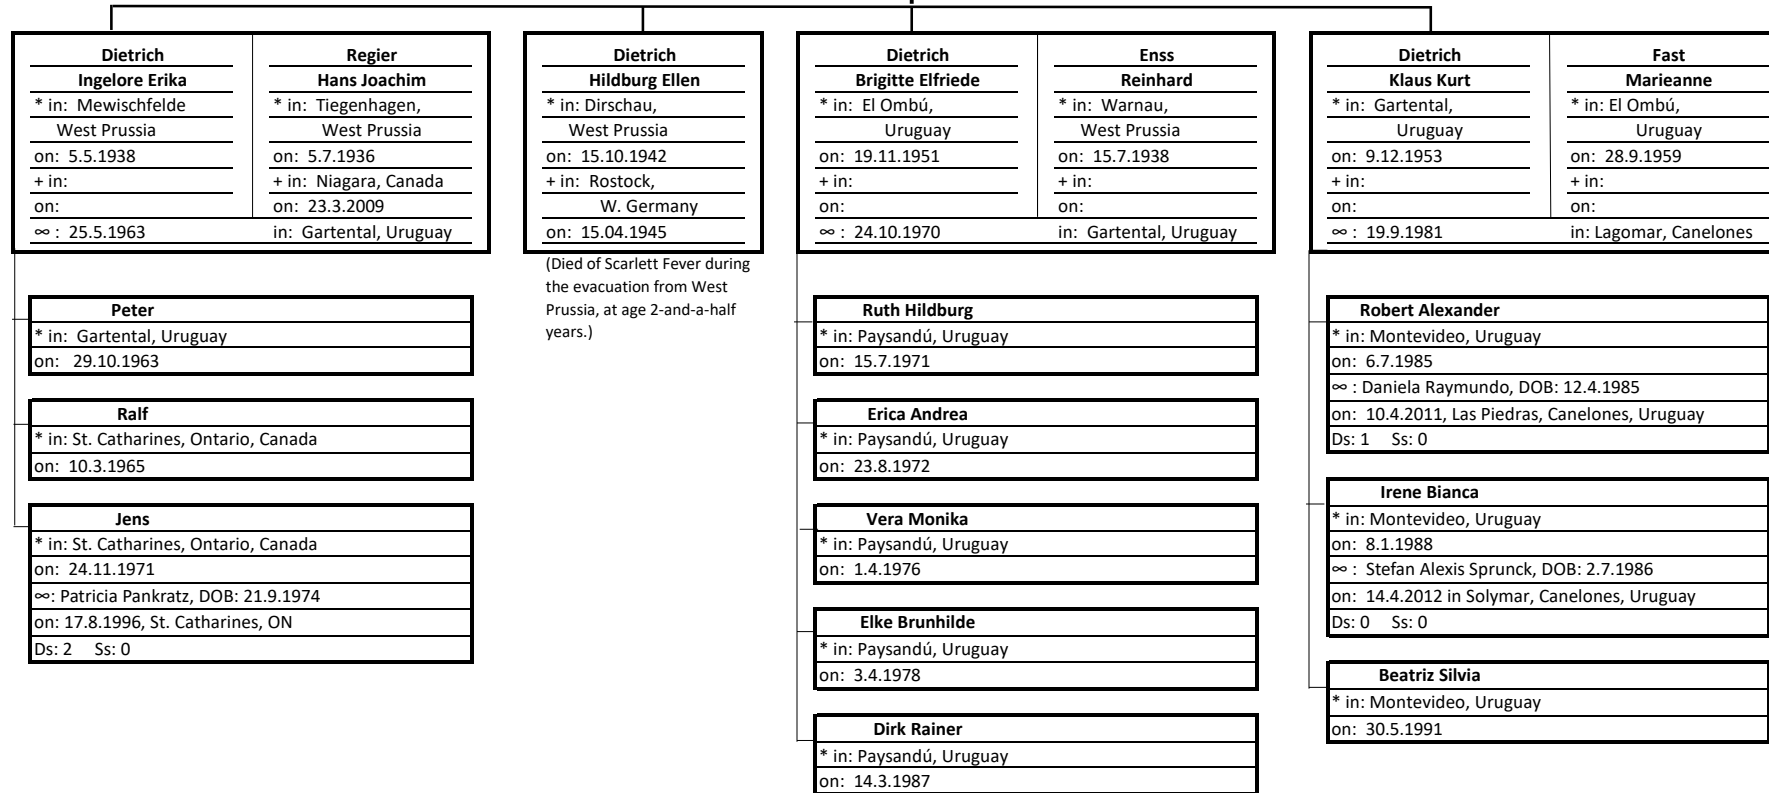 Dietrich
Ingelore Erika
* in: Mewischfelde
West Prussia
on: 5.5.1938
+ in:
on:
∞ : 25.5.1963
Regier
Hans Joachim
* in: Tiegenhagen,
West Prussia
on: 5.7.1936
+ in: Niagara, Canada
on: 23.3.2009
in: Gartental, Uruguay
Peter
* in: Gartental, Uruguay
on: 29.10.1963
Ralf
* in: St. Catharines, Ontario, Canada
on: 10.3.1965
Jens
* in: St. Catharines, Ontario, Canada
on: 24.11.1971
∞: Patricia Pankratz, DOB: 21.9.1974
on: 17.8.1996, St. Catharines, ON
Ds: 2 Ss: 0
Dietrich
Hildburg Ellen
* in: Dirschau,
West Prussia
on: 15.10.1942
+ in: Rostock,
W. Germany
on: 15.04.1945
(Died of Scarlett Fever during
the evacuation from West
Prussia, at age 2-and-a-half
years.)
Dietrich
Brigitte Elfriede
* in: El Ombú,
Uruguay
on: 19.11.1951
+ in:
on:
∞ : 24.10.1970
Enss
Reinhard
* in: Warnau,
West Prussia
on: 15.7.1938
+ in:
on:
in: Gartental, Uruguay
Ruth Hildburg
* in: Paysandú, Uruguay
on: 15.7.1971
Erica Andrea
* in: Paysandú, Uruguay
on: 23.8.1972
Vera Monika
* in: Paysandú, Uruguay
on: 1.4.1976
Elke Brunhilde
* in: Paysandú, Uruguay
on: 3.4.1978
Dirk Rainer
* in: Paysandú, Uruguay
on: 14.3.1987
Dietrich
Klaus Kurt
* in: Gartental,
Uruguay
on: 9.12.1953
+ in:
on:
∞ : 19.9.1981
Fast
Marieanne
* in: El Ombú,
Uruguay
on: 28.9.1959
+ in:
on:
in: Lagomar, Canelones
Robert Alexander
* in: Montevideo, Uruguay
on: 6.7.1985
∞ : Daniela Raymundo, DOB: 12.4.1985
on: 10.4.2011, Las Piedras, Canelones, Uruguay
Ds: 1 Ss: 0
Irene Bianca
* in: Montevideo, Uruguay
on: 8.1.1988
∞ : Stefan Alexis Sprunck, DOB: 2.7.1986
on: 14.4.2012 in Solymar, Canelones, Uruguay
Ds: 0 Ss: 0
Beatriz Silvia
* in: Montevideo, Uruguay
on: 30.5.1991